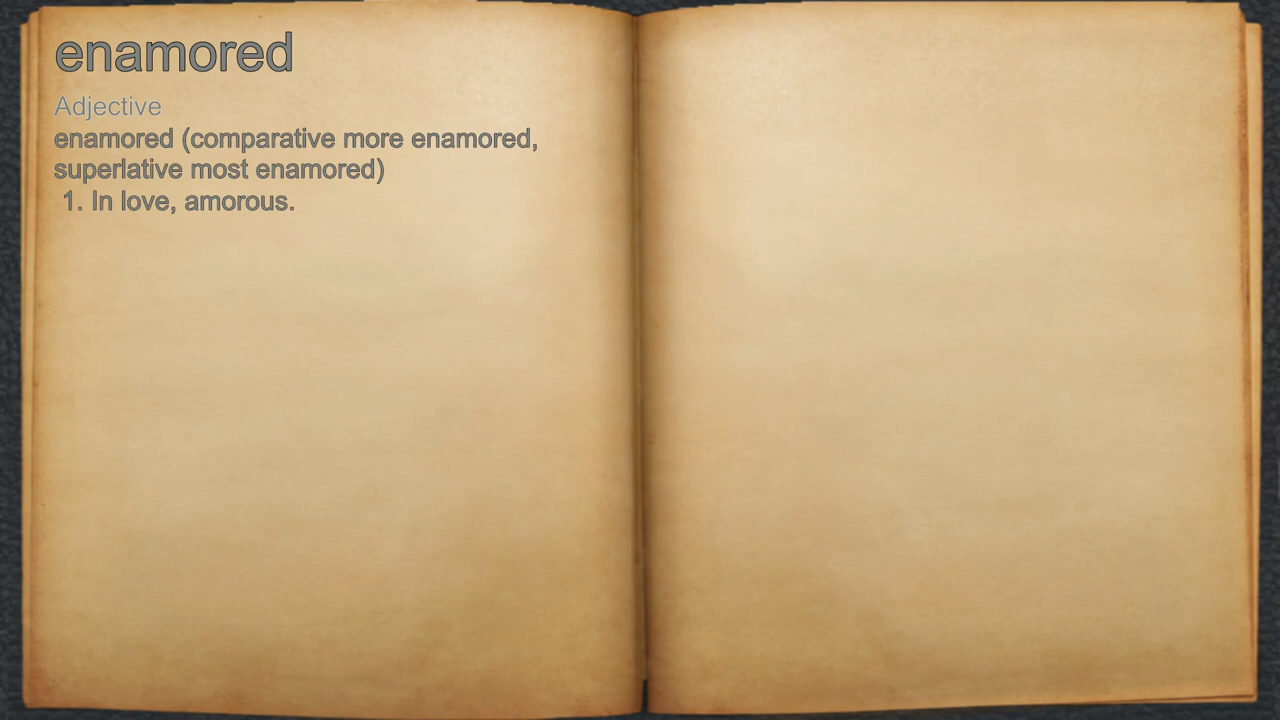 enamored
Adjective
enamored (comparative more enamored,
superlative most enamored)
1. In love, amorous.